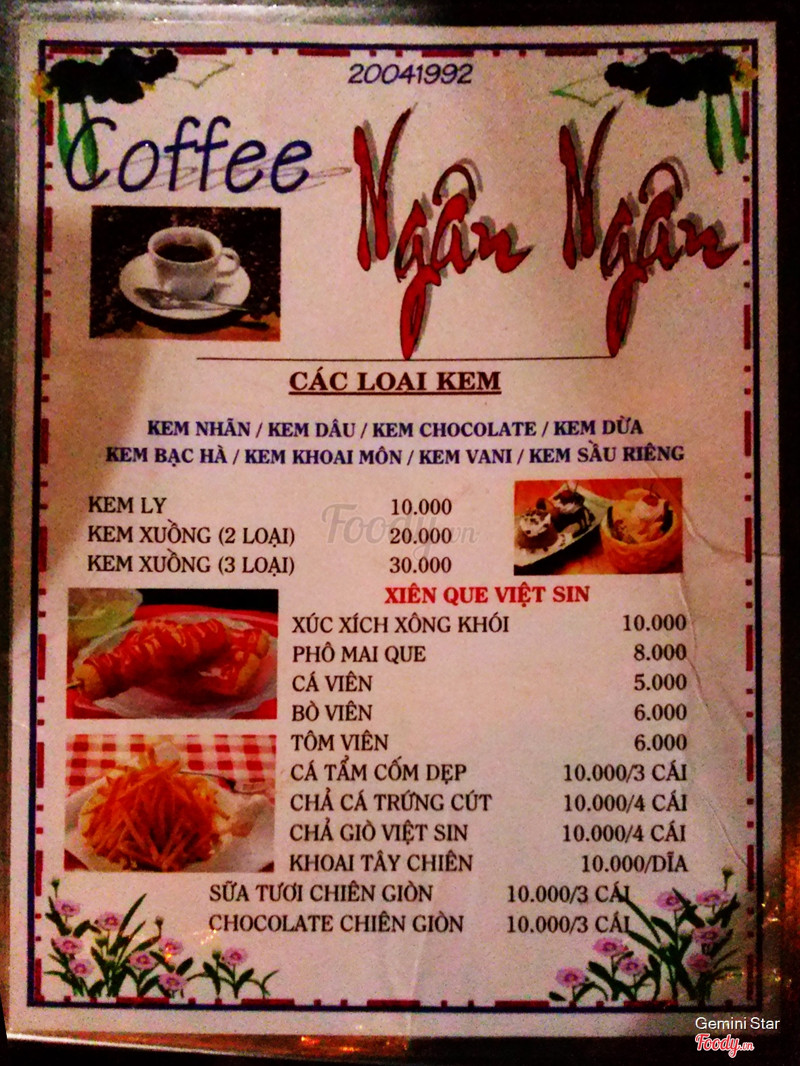 20041992
Coffee Ngân Ngân
CÁC LOẠI KEM
KEM NHÃN / KEM DÂU / KEM CHOCOLATE / KEM DỪA
KEM BẠC HÀ / KEM KHOAI MÔN / KEM VANI / KEM SẦU RIÊNG
KEM LY 10.000
KEM XUỒNG (2 LOẠI) 20.000
KEM XUỒNG (3 LOẠI) 30.000
Foody.vn
XIÊN QUE VIỆT SIN
XÚC XÍCH XÔNG KHÓI 10.000
PHÔ MAI QUE 8.000
CÁ VIÊN 5.000
BÒ VIÊN 6.000
TÔM VIÊN 6.000
CÁ TẨM CỐM DẸP 10.000/3 CÁI
CHẢ CÁ TRỨNG CÚT 10.000/4 CÁI
CHẢ GIÒ VIỆT SIN 10.000/4 CÁI
KHOAI TÂY CHIÊN 10.000/DĨA
SỮA TƯƠI CHIÊN GIÒN 10.000/3 CÁI
CHOCOLATE CHIÊN GIÒN 10.000/3 CÁI
Gemini Star
Foody.vn